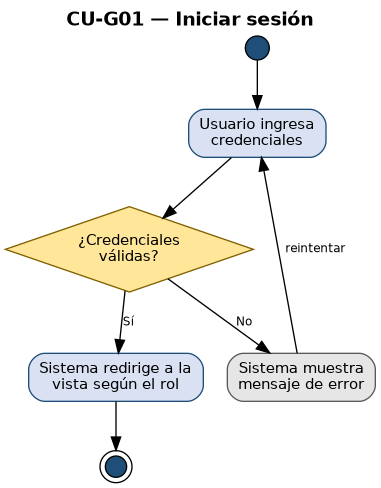 CU-G01 — Iniciar sesión
Usuario ingresa
credenciales
¿Credenciales
válidas?
reintentar
Sí
No
Sistema redirige a la
vista según el rol
Sistema muestra
mensaje de error